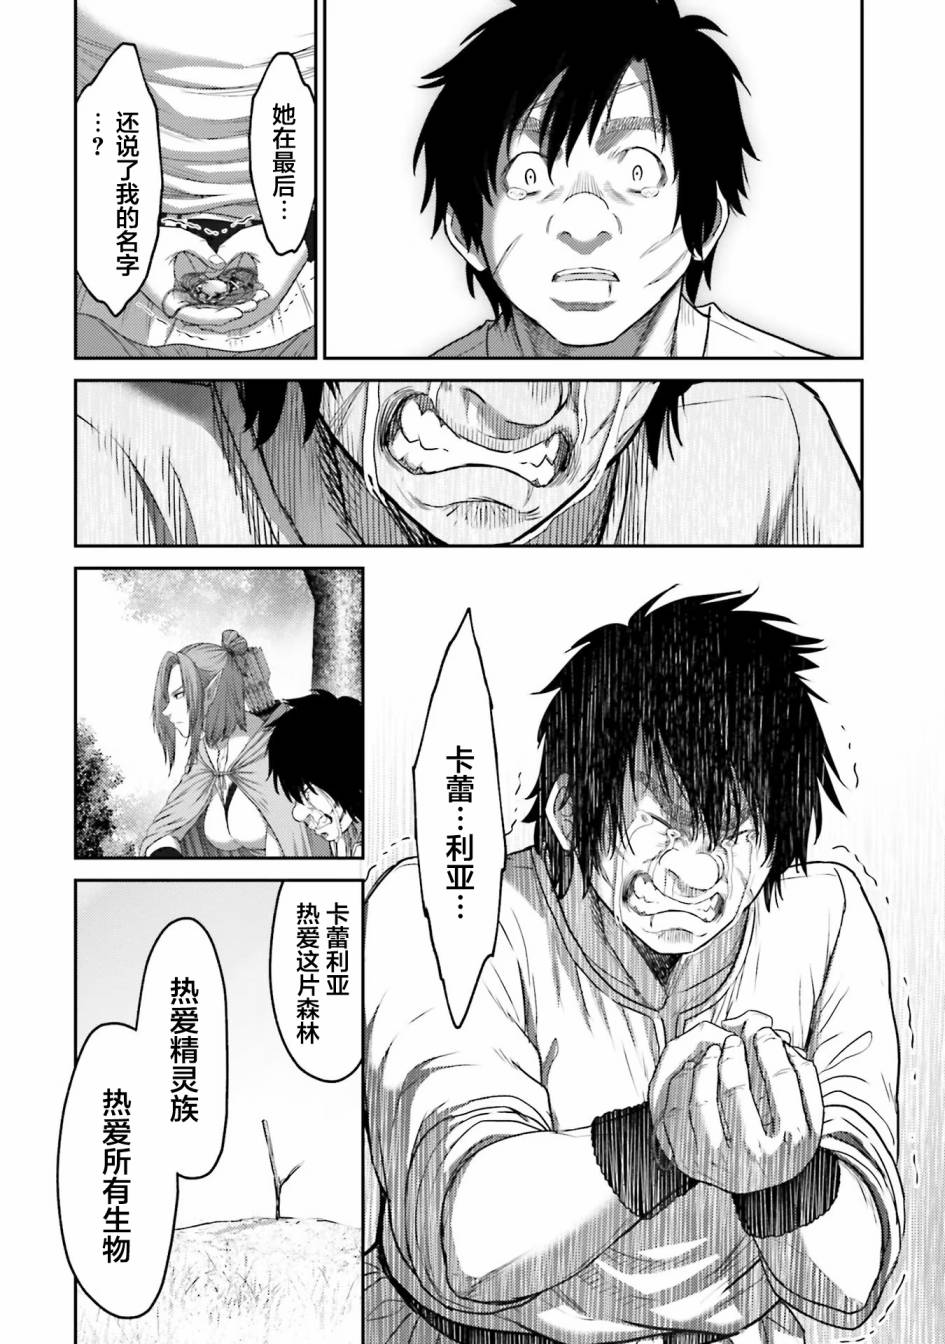 她在最后…
还说了我的名字
…？
卡蕾…利亚…
卡蕾利亚
热爱这片森林
热爱精灵族
热爱所有生物